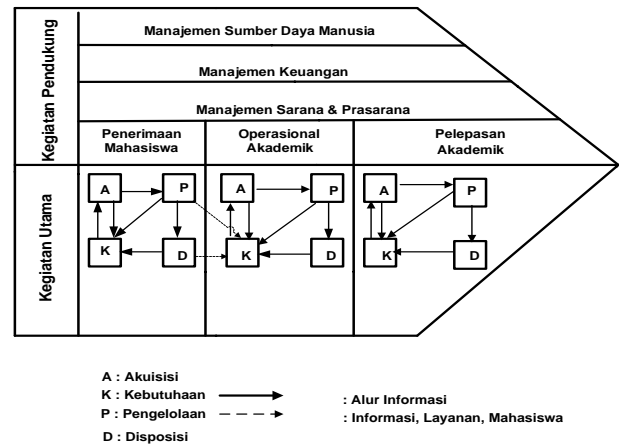 Kegiatan Pendukung
Manajemen Sumber Daya Manusia
Manajemen Keuangan
Manajemen Sarana & Prasarana
Penerimaan
Mahasiswa
Operasional
Akademik
Pelepasan
Akademik
Kegiatan Utama
A P A P A P
K D K D K D
A : Akuisisi
K : Kebutuhaan : Alur Informasi
P : Pengelolaan : Informasi, Layanan, Mahasiswa
D : Disposisi